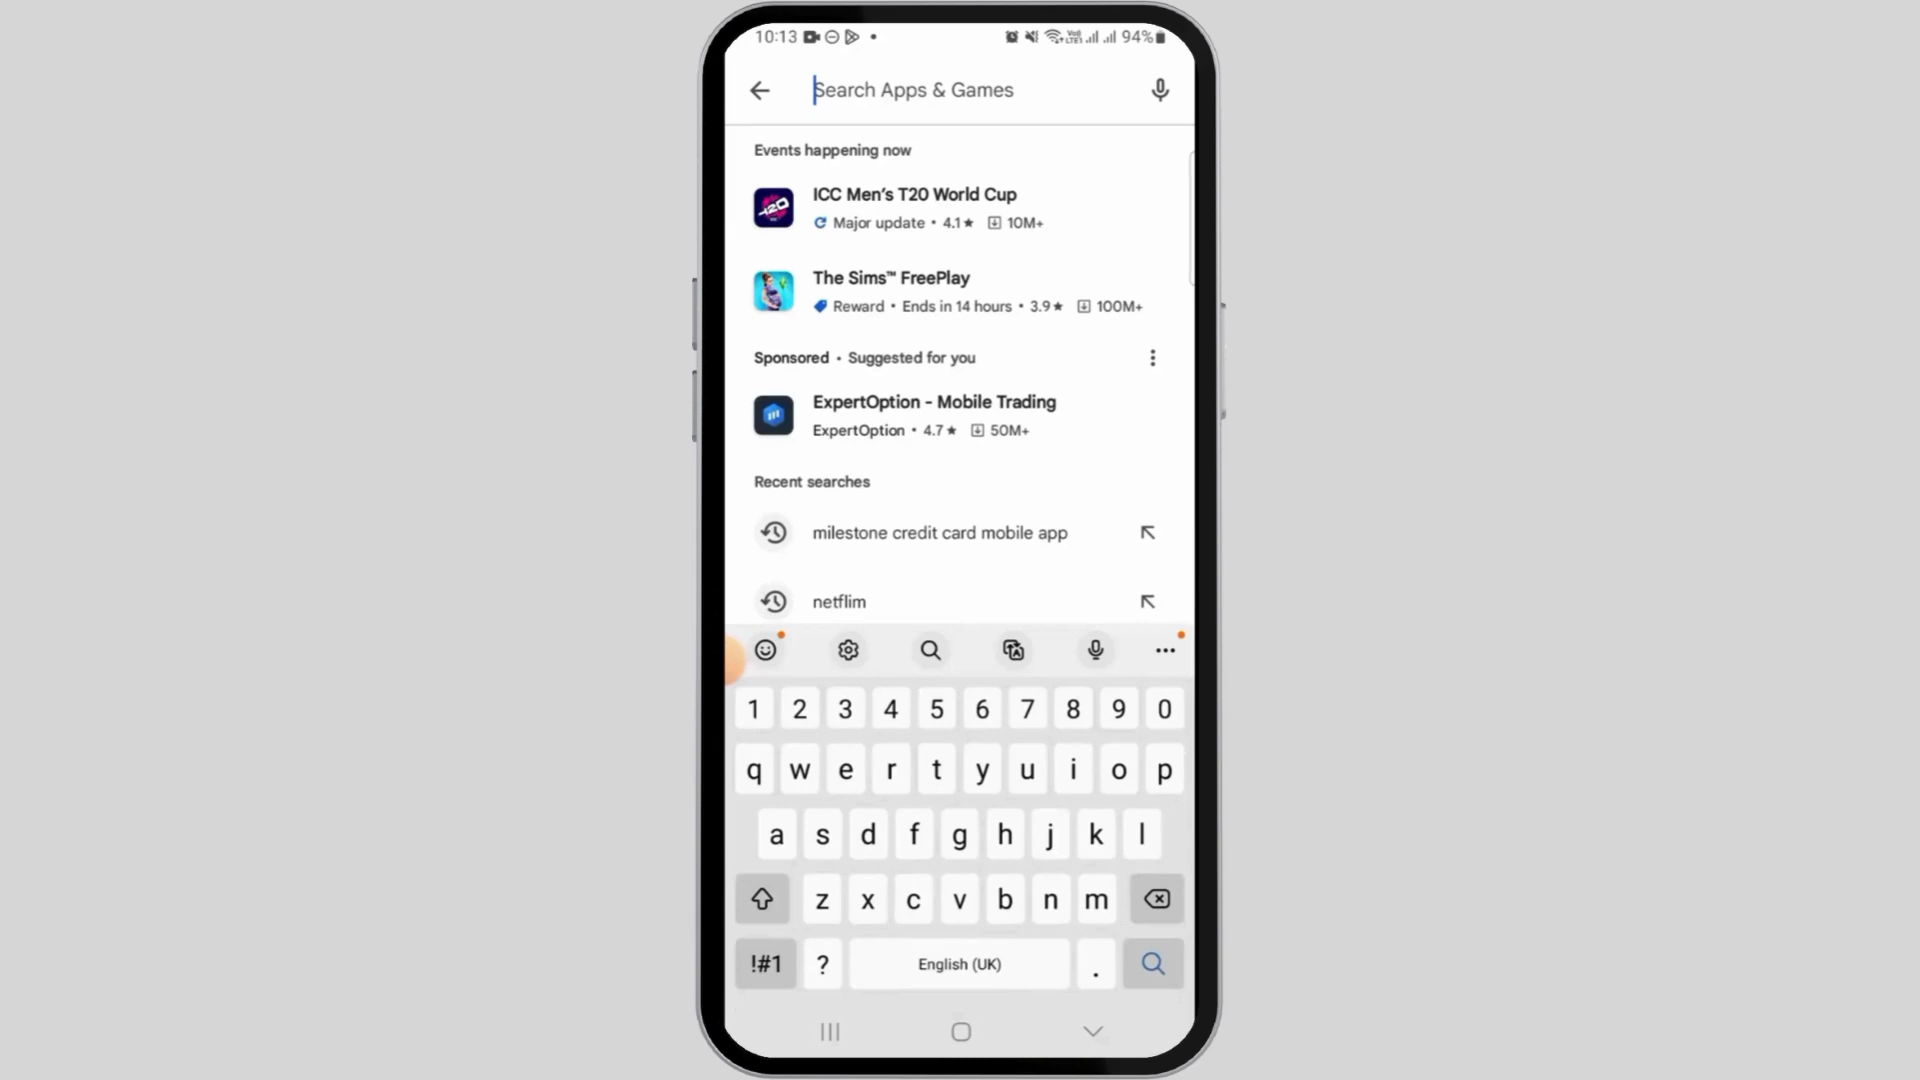 10:13 94%
Search Apps & Games
Events happening now
ICC Men's T20 World Cup
Major update • 4.1★ 10M+
The Sims™ FreePlay
Reward • Ends in 14 hours • 3.9★ 100M+
Sponsored • Suggested for you
ExpertOption - Mobile Trading
ExpertOption • 4.7★ 50M+
Recent searches
milestone credit card mobile app
netflim
1 2 3 4 5 6 7 8 9 0
q w e r t y u i o p
a s d f g h j k l
z x c v b n m
!#1 ? English (UK) .